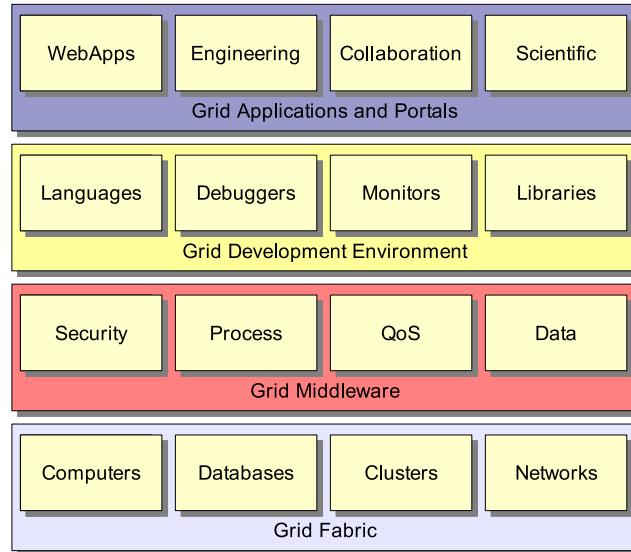 WebApps Engineering Collaboration Scientific
Grid Applications and Portals
Languages Debuggers Monitors Libraries
Grid Development Environment
Security Process QoS Data
Grid Middleware
Computers Databases Clusters Networks
Grid Fabric